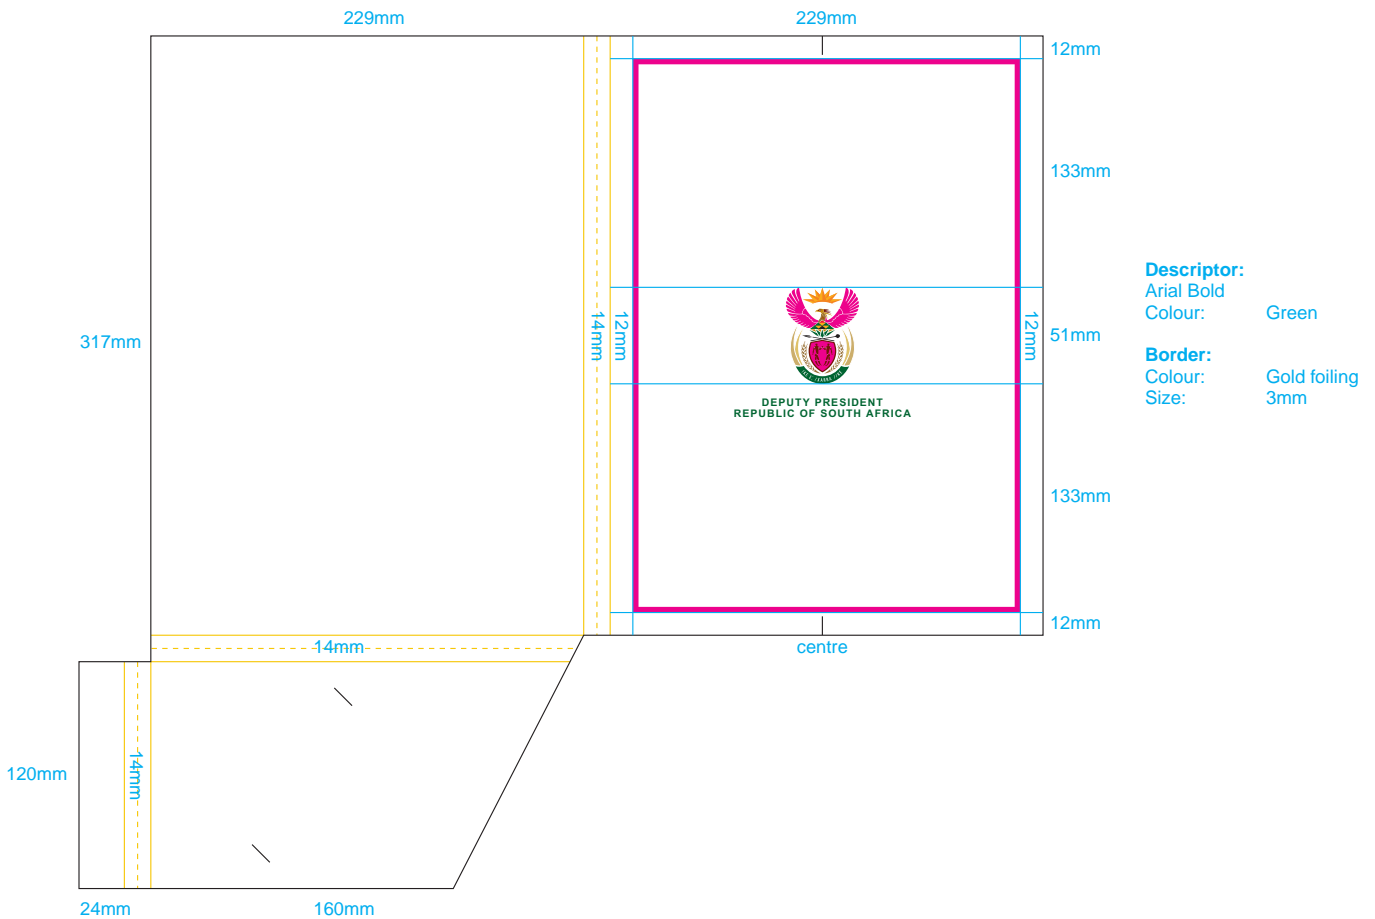 229mm
229mm
12mm
133mm
Descriptor:
Arial Bold
Colour: Green
317mm
14mm
12mm
12mm
51mm
Border:
Colour: Gold foiling
Size: 3mm
DEPUTY PRESIDENT
REPUBLIC OF SOUTH AFRICA
133mm
12mm
14mm
centre
120mm
14mm
24mm
160mm